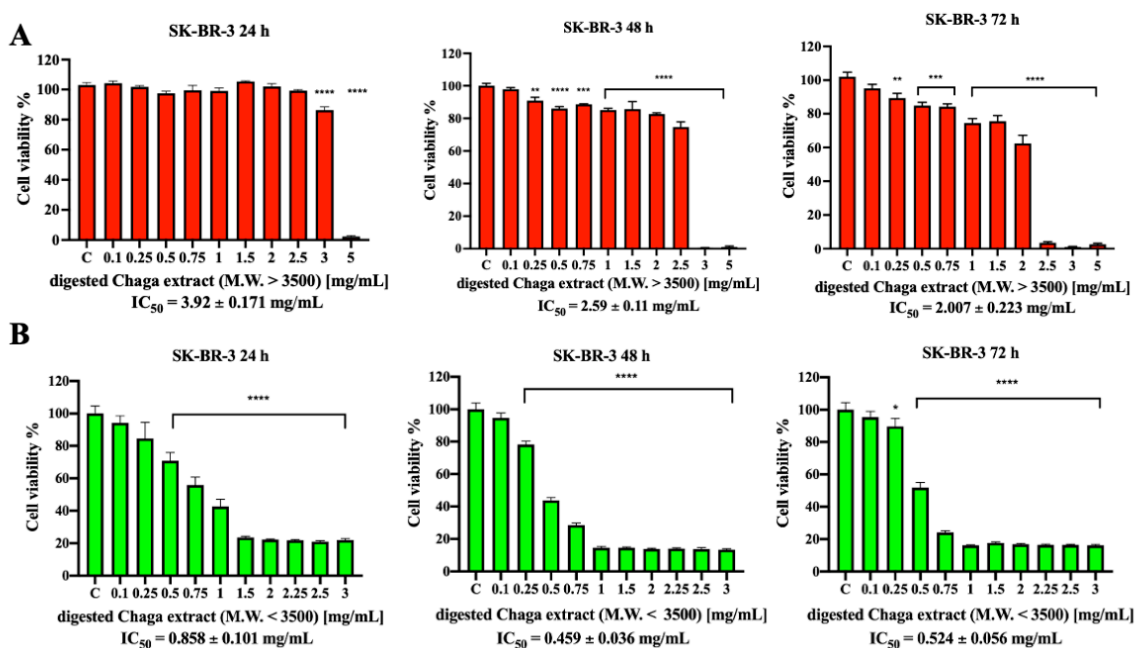 A
SK-BR-3 24 h
120
100
80
60
40
20
0
Cell viability %
**** ****
C 0.1 0.25 0.5 0.75 1 1.5 2 2.5 3 5
digested Chaga extract (M.W. > 3500) [mg/mL]
IC50 = 3.92 ± 0.171 mg/mL
SK-BR-3 48 h
120
100
80
60
40
20
0
Cell viability %
** **** *** ****
C 0.1 0.25 0.5 0.75 1 1.5 2 2.5 3 5
digested Chaga extract (M.W. > 3500) [mg/mL]
IC50 = 2.59 ± 0.11 mg/mL
SK-BR-3 72 h
120
100
80
60
40
20
0
Cell viability %
** *** ****
C 0.1 0.25 0.5 0.75 1 1.5 2 2.5 3 5
digested Chaga extract (M.W. > 3500) [mg/mL]
IC50 = 2.007 ± 0.223 mg/mL
B
SK-BR-3 24 h
120
100
80
60
40
20
0
Cell viability %
****
C 0.1 0.25 0.5 0.75 1 1.5 2 2.25 2.5 3
digested Chaga extract (M.W. < 3500) [mg/mL]
IC50 = 0.858 ± 0.101 mg/mL
SK-BR-3 48 h
120
100
80
60
40
20
0
Cell viability %
****
C 0.1 0.25 0.5 0.75 1 1.5 2 2.25 2.5 3
digested Chaga extract (M.W. < 3500) [mg/mL]
IC50 = 0.459 ± 0.036 mg/mL
SK-BR-3 72 h
120
100
80
60
40
20
0
Cell viability %
* ****
C 0.1 0.25 0.5 0.75 1 1.5 2 2.25 2.5 3
digested Chaga extract (M.W. < 3500) [mg/mL]
IC50 = 0.524 ± 0.056 mg/mL